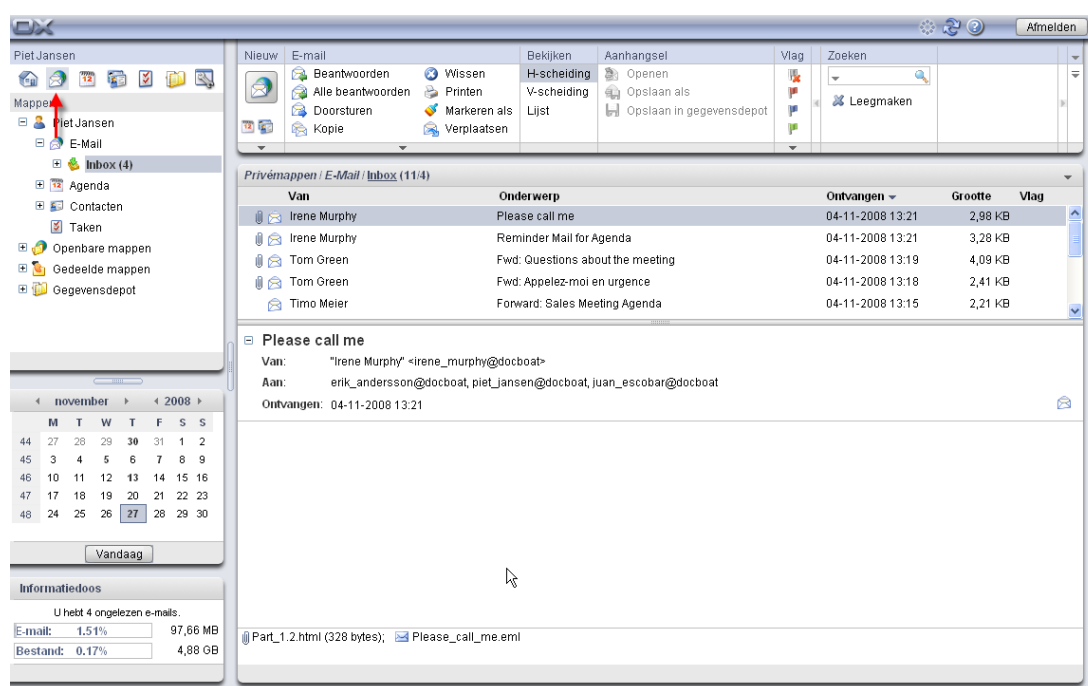 OX
Afmelden
Piet Jansen
Mappen
Piet Jansen
E-Mail
Inbox (4)
Agenda
Contacten
Taken
Openbare mappen
Gedeelde mappen
Gegevensdepot
november 2008
M T W T F S S
44 27 28 29 30 31 1 2
45 3 4 5 6 7 8 9
46 10 11 12 13 14 15 16
47 17 18 19 20 21 22 23
48 24 25 26 27 28 29 30
Vandaag
Informatiedoos
U hebt 4 ongelezen e-mails.
E-mail: 1.51% 97,66 MB
Bestand: 0.17% 4,88 GB
Nieuw E-mail Bekijken Aanhangsel Vlag Zoeken
Beantwoorden Wissen H-scheiding Openen
Alle beantwoorden Printen V-scheiding Opslaan als Leegmaken
Doorsturen Markeren als Lijst Opslaan in gegevensdepot
Kopie Verplaatsen
Privémappen / E-Mail / Inbox (11/4)
Van Onderwerp Ontvangen Grootte Vlag
Irene Murphy Please call me 04-11-2008 13:21 2,98 KB
Irene Murphy Reminder Mail for Agenda 04-11-2008 13:21 3,28 KB
Tom Green Fwd: Questions about the meeting 04-11-2008 13:19 4,09 KB
Tom Green Fwd: Appelez-moi en urgence 04-11-2008 13:18 2,41 KB
Timo Meier Forward: Sales Meeting Agenda 04-11-2008 13:15 2,21 KB
Please call me
Van: "Irene Murphy" <irene_murphy@docboat>
Aan: erik_andersson@docboat, piet_jansen@docboat, juan_escobar@docboat
Ontvangen: 04-11-2008 13:21
Part_1.2.html (328 bytes); Please_call_me.eml